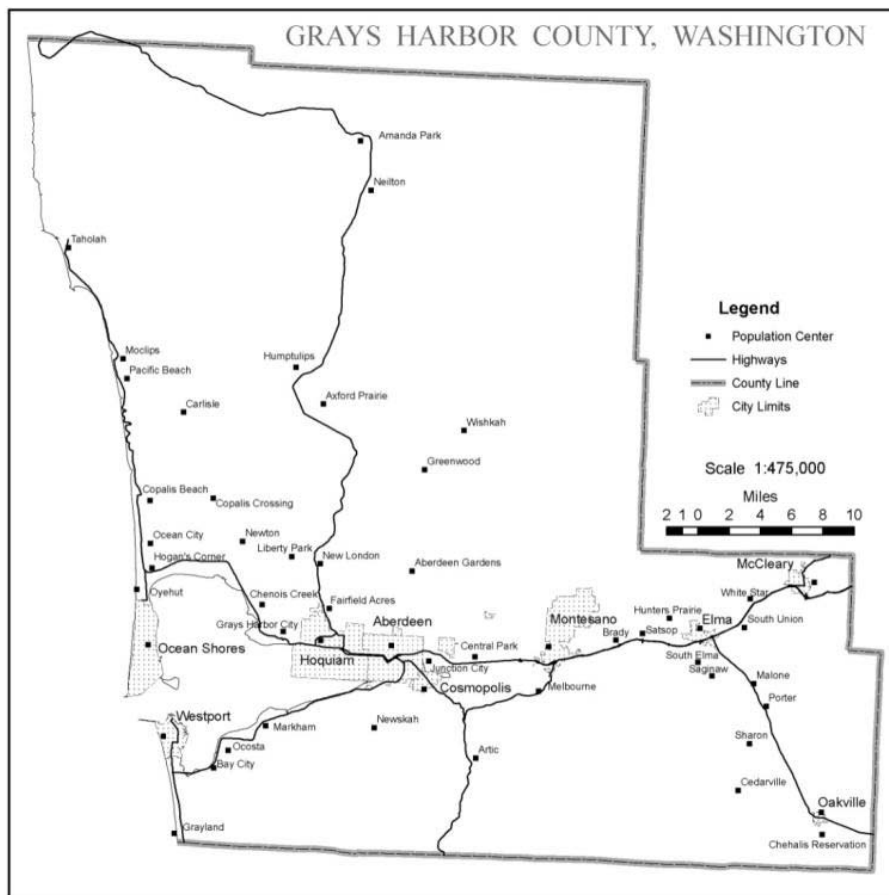 GRAYS HARBOR COUNTY, WASHINGTON
Amanda Park
Neilton
Taholah
Legend
Population Center
Highways
County Line
City Limits
Scale 1:475,000
Miles
2 1 0 2 4 6 8 10
Moclips
Pacific Beach
Humptulips
Carlisle
Axford Prairie
Wishkah
Greenwood
Copalis Beach
Copalis Crossing
Ocean City
Newton
Liberty Park
New London
Hogan's Corner
Aberdeen Gardens
McCleary
Oyehut
Chenois Creek
Fairfield Acres
White Star
Grays Harbor City
Aberdeen
Montesano
Hunters Prairie
Elma
South Union
Ocean Shores
Hoquiam
Central Park
Brady
Satsop
Junction City
South Elma
Saginaw
Cosmopolis
Melbourne
Malone
Porter
Westport
Markham
Newskah
Sharon
Ocosta
Artic
Bay City
Cedarville
Oakville
Grayland
Chehalis Reservation